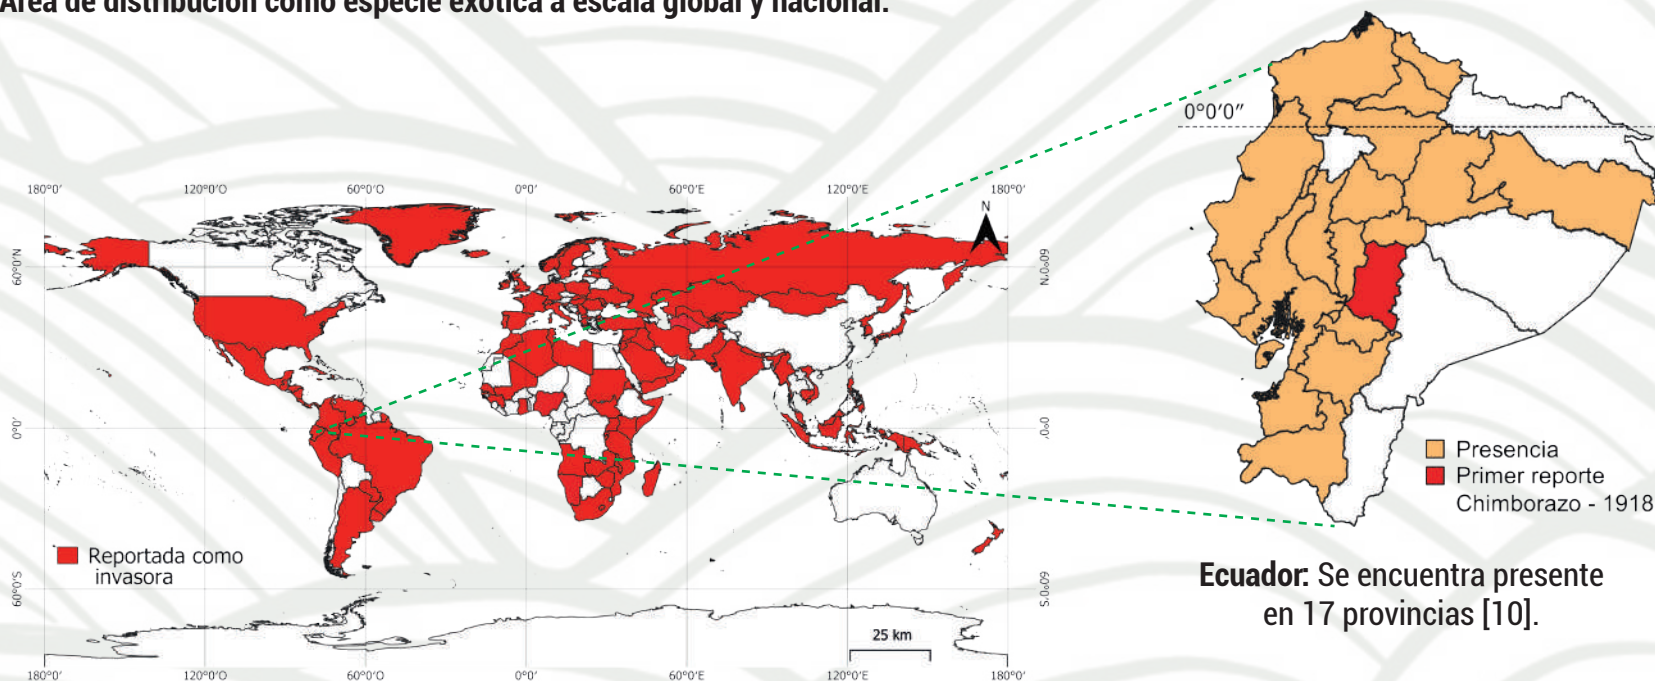 Área de distribución como especie exótica a escala global y nacional.
0°0'0"
180°0' 120°0'0 60°0'O 0°0' 60°0'E 120°0'E 180°0'
N
60°0'N
60°0'N
0°0'
0°0'
Presencia
Primer reporte
Chimborazo - 1918
Reportada como
invasora
60°0'S
60°0'S
Ecuador: Se encuentra presente
en 17 provincias [10].
25 km
180°0' 120°0'0 60°0'O 0°0' 60°0'E 120°0'E 180°0'